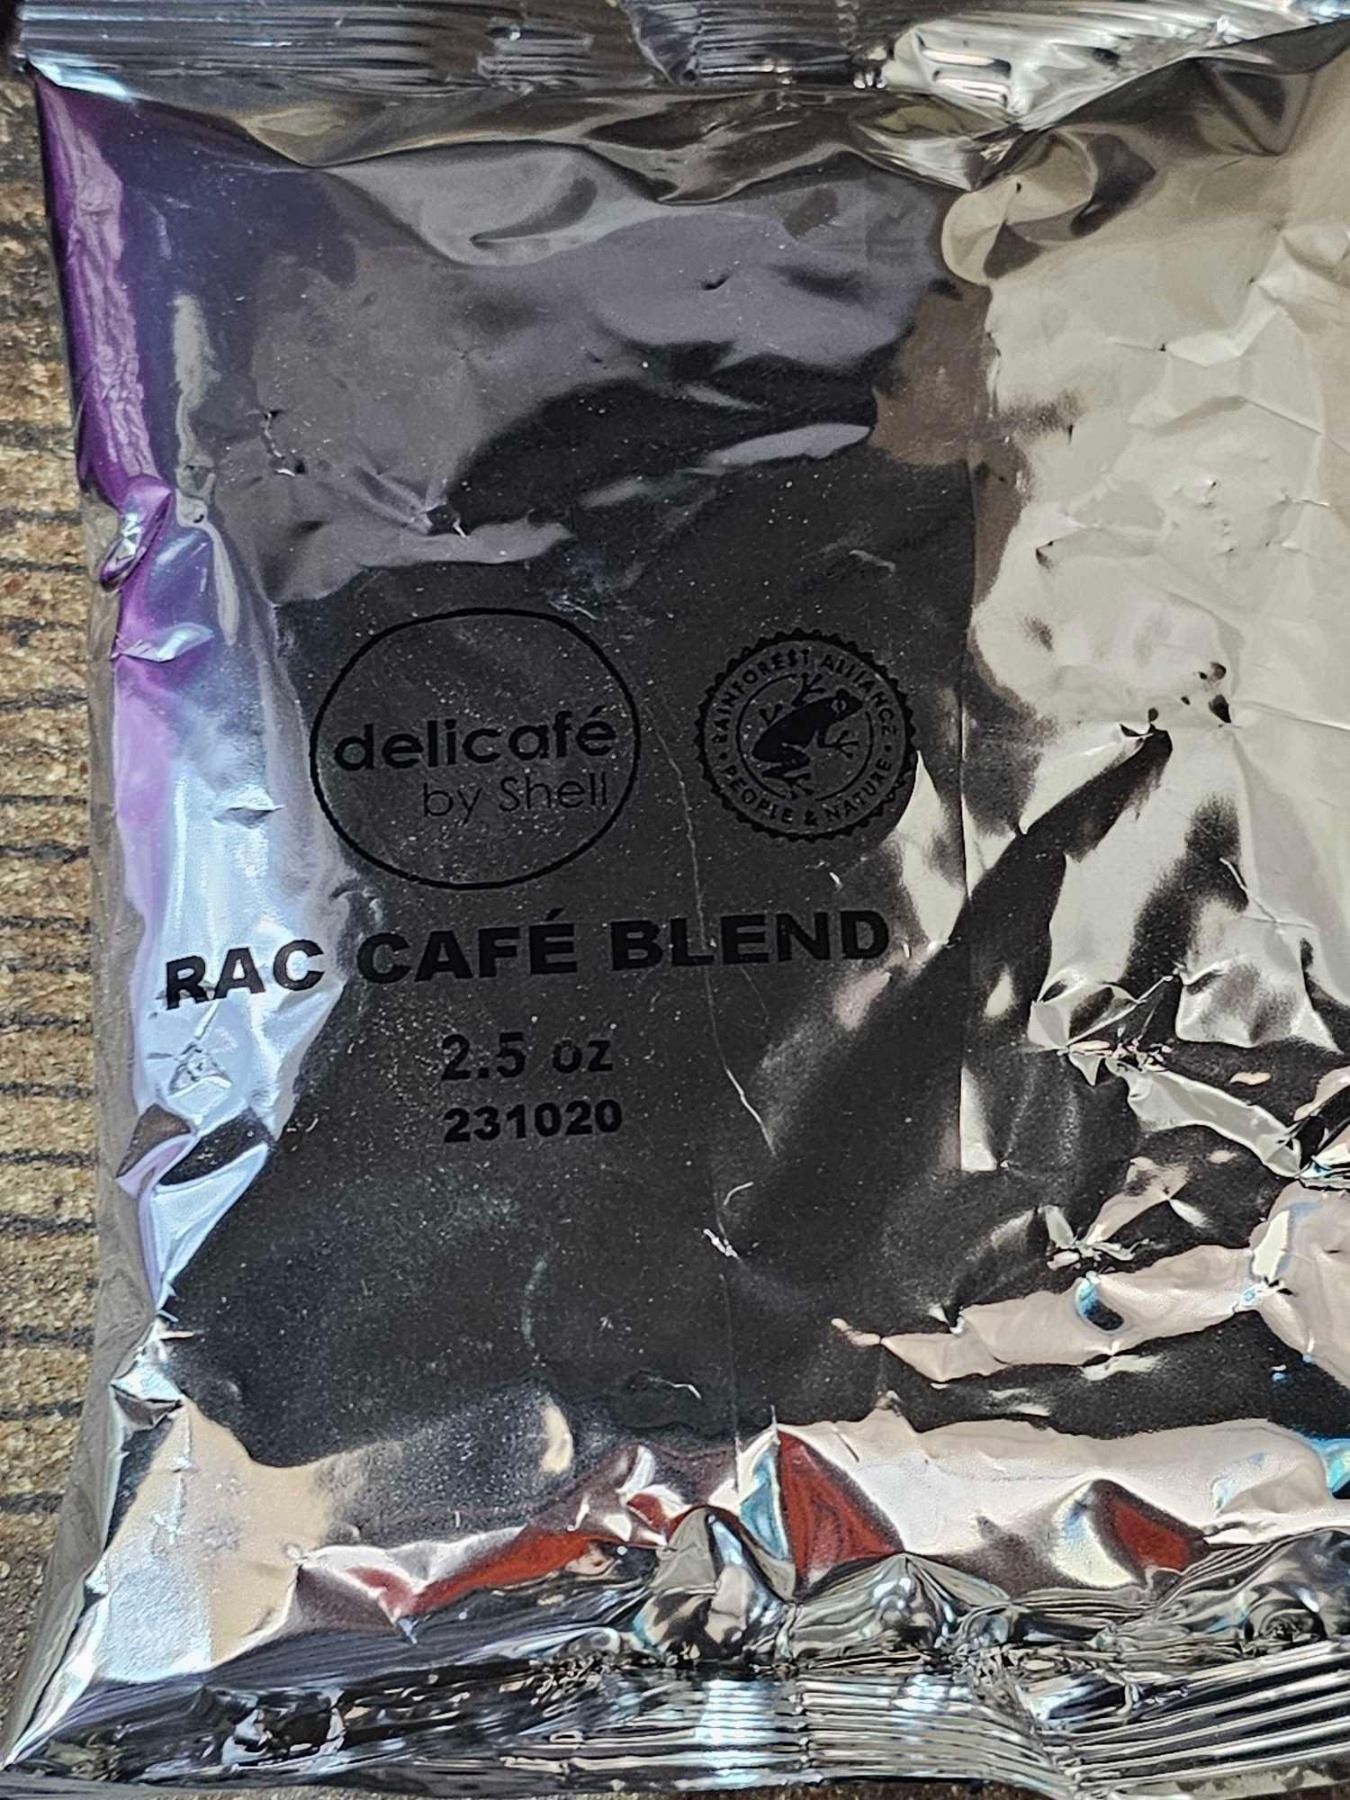 delicafé
by Shell
RAINFOREST ALLIANCE
PEOPLE & NATURE
RAC CAFÉ BLEND
2.5 oz
231020